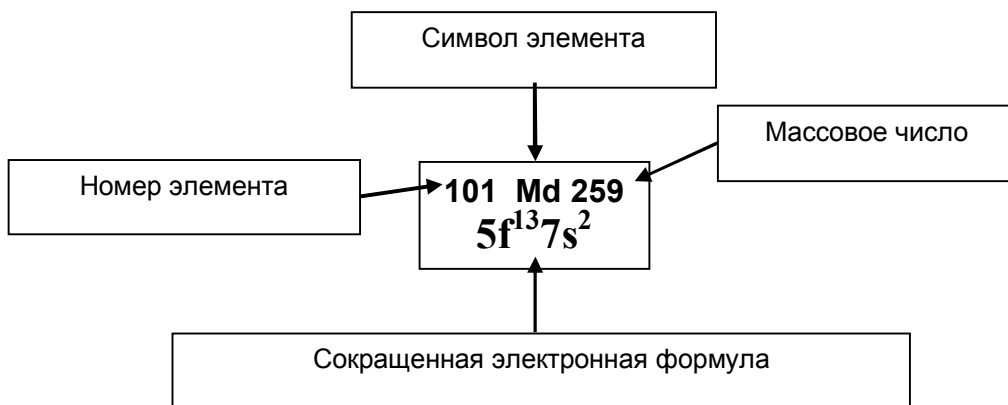 Символ элемента
Массовое число
Номер элемента
101 Md 259
5f¹³7s²
Сокращенная электронная формула